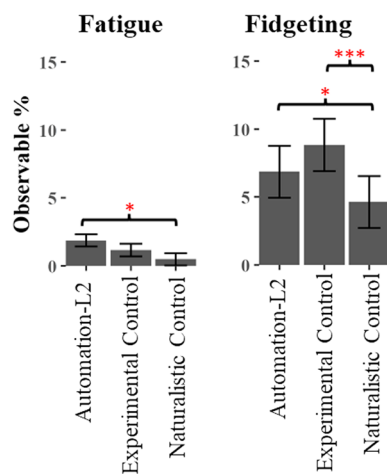 Fatigue
Fidgeting
Observable %
15
10
5
0
*
Automation-L2
Experimental Control
Naturalistic Control
15
10
5
0
***
*
Automation-L2
Experimental Control
Naturalistic Control